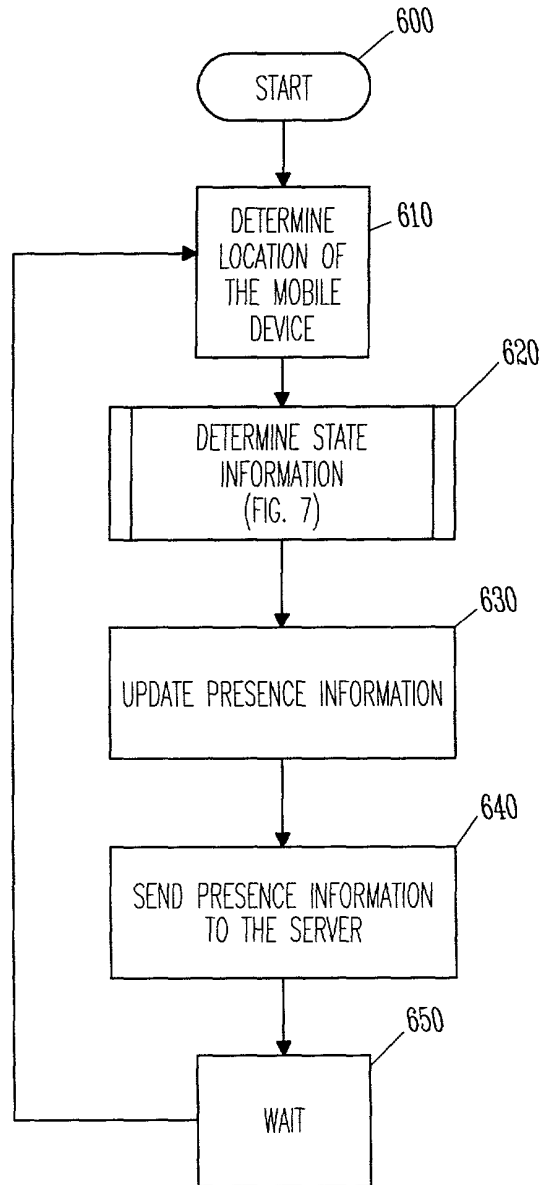 600
START
610
DETERMINE
LOCATION OF
THE MOBILE
DEVICE
620
DETERMINE STATE
INFORMATION
(FIG. 7)
630
UPDATE PRESENCE INFORMATION
640
SEND PRESENCE INFORMATION
TO THE SERVER
650
WAIT